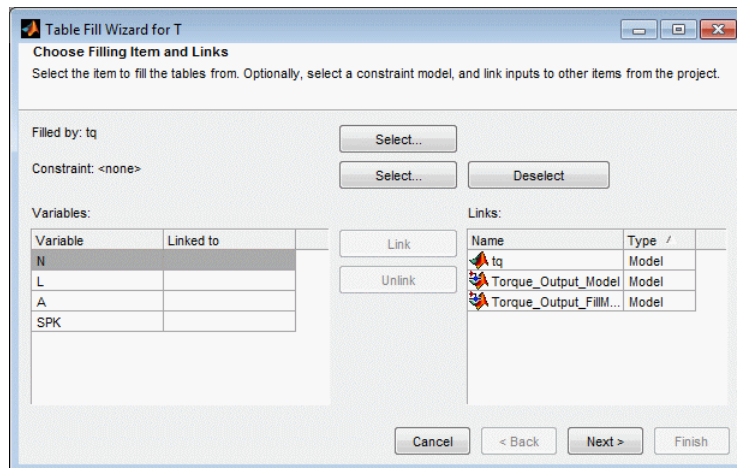 Table Fill Wizard for T
Choose Filling Item and Links
Select the item to fill the tables from. Optionally, select a constraint model, and link inputs to other items from the project.
Filled by: tq
Select...
Constraint: <none>
Select...
Deselect
Variables:
Links:
Variable Linked to
Link
Name Type
N
tq Model
L
Unlink
Torque_Output_Model Model
A
Torque_Output_FillM... Model
SPK
Cancel
< Back
Next >
Finish